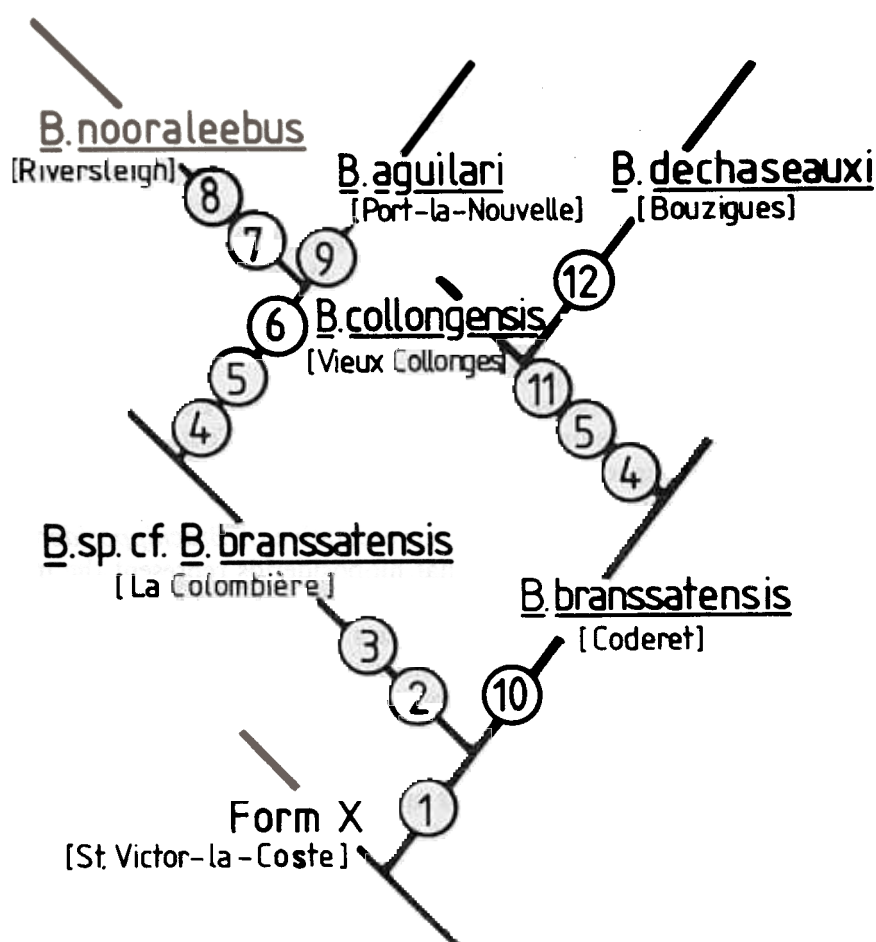 B. nooraleebus
[Riversleigh]
8
7
B. aguilari
[Port-la-Nouvelle]
9
B. dechaseauxi
[Bouzigues]
12
6
5
4
B. collongensis
[Vieux Collonges]
11
5
4
B. sp. cf. B. branssatensis
[La Colombière]
3
2
B. branssatensis
[Coderet]
10
Form X
[St. Victor-la-Coste]
1